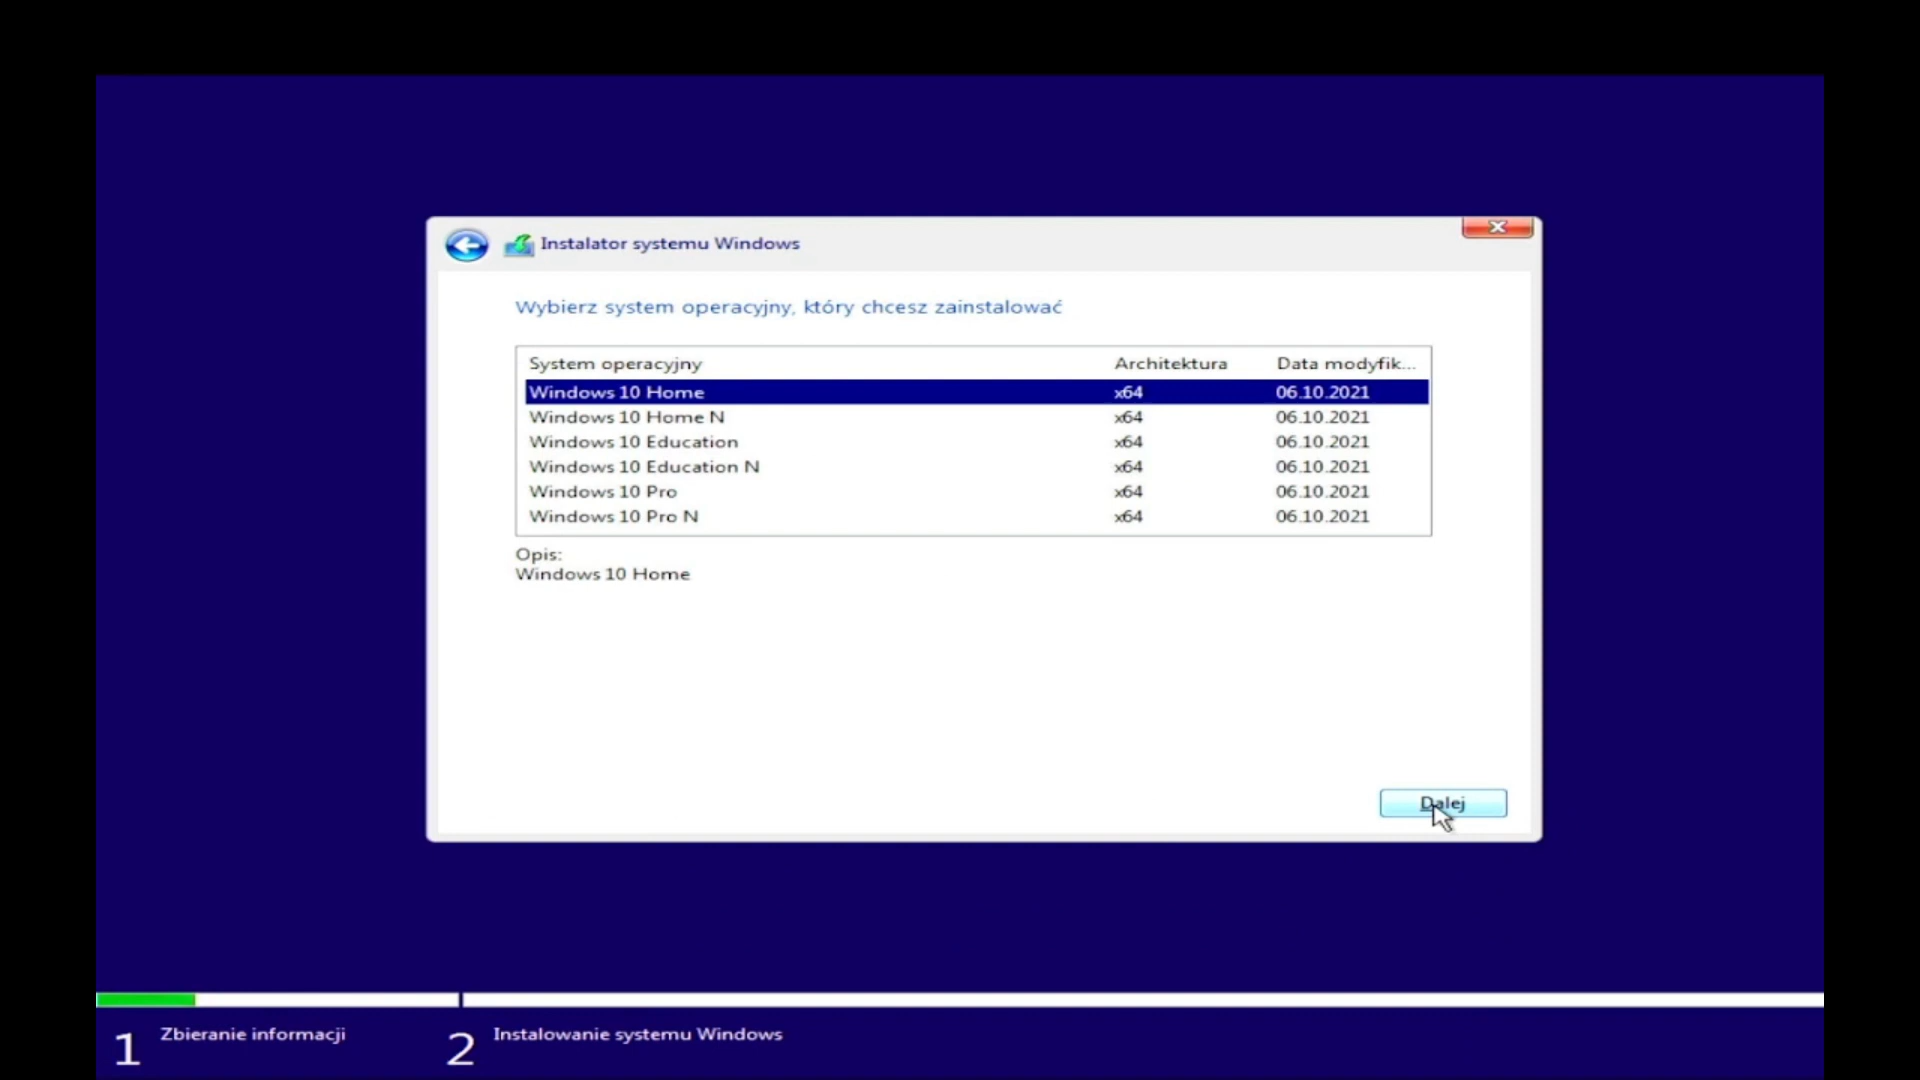 Instalator systemu Windows
Wybierz system operacyjny, który chcesz zainstalować
System operacyjny Architektura Data modyfik...
Windows 10 Home x64 06.10.2021
Windows 10 Home N x64 06.10.2021
Windows 10 Education x64 06.10.2021
Windows 10 Education N x64 06.10.2021
Windows 10 Pro x64 06.10.2021
Windows 10 Pro N x64 06.10.2021
Opis:
Windows 10 Home
Dalej
1 Zbieranie informacji 2 Instalowanie systemu Windows